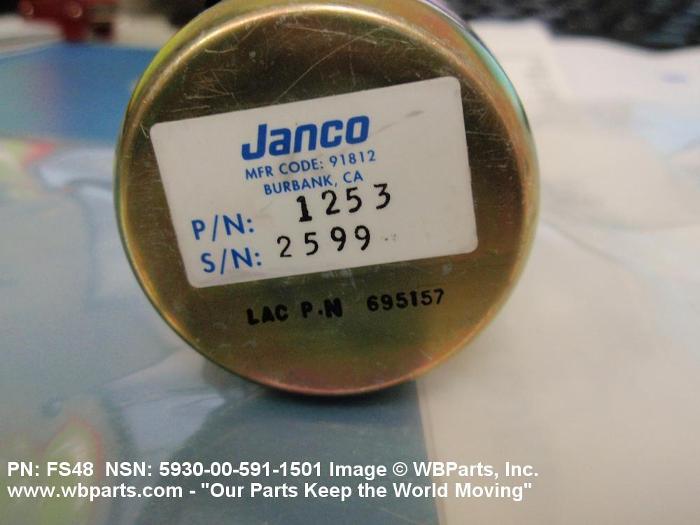 Janco
MFR CODE: 91812
BURBANK, CA
P/N: 1253
S/N: 2599
LAC P.N 695157
PN: FS48 NSN: 5930-00-591-1501 Image © WBParts, Inc.
www.wbparts.com - "Our Parts Keep the World Moving"